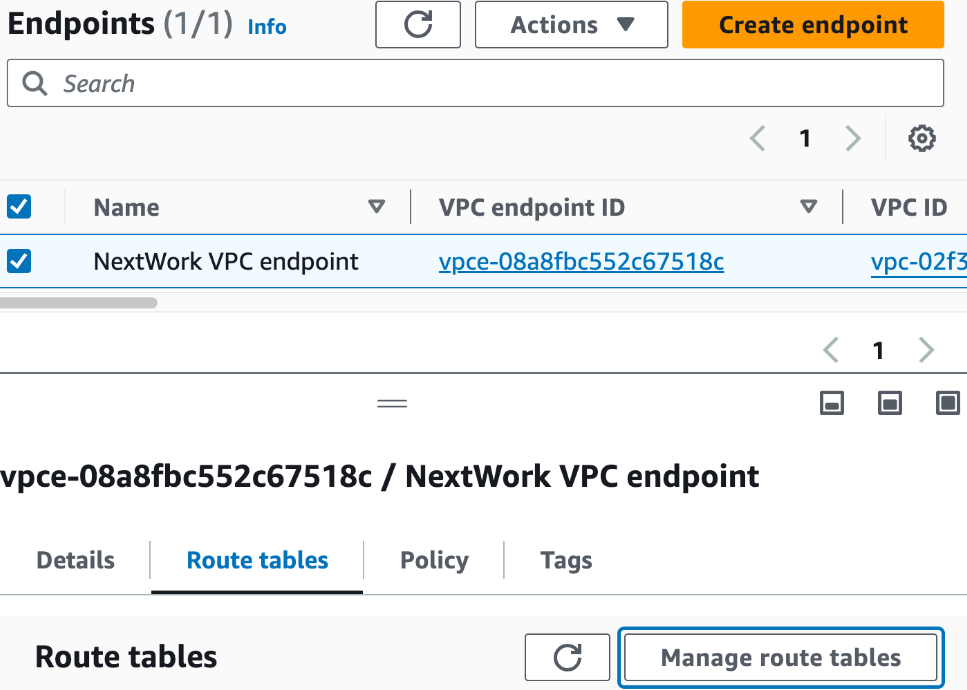 Endpoints (1/1) Info Actions Create endpoint
Search
1
Name VPC endpoint ID VPC ID
NextWork VPC endpoint vpce-08a8fbc552c67518c vpc-02f3
1
vpce-08a8fbc552c67518c / NextWork VPC endpoint
Details Route tables Policy Tags
Route tables Manage route tables